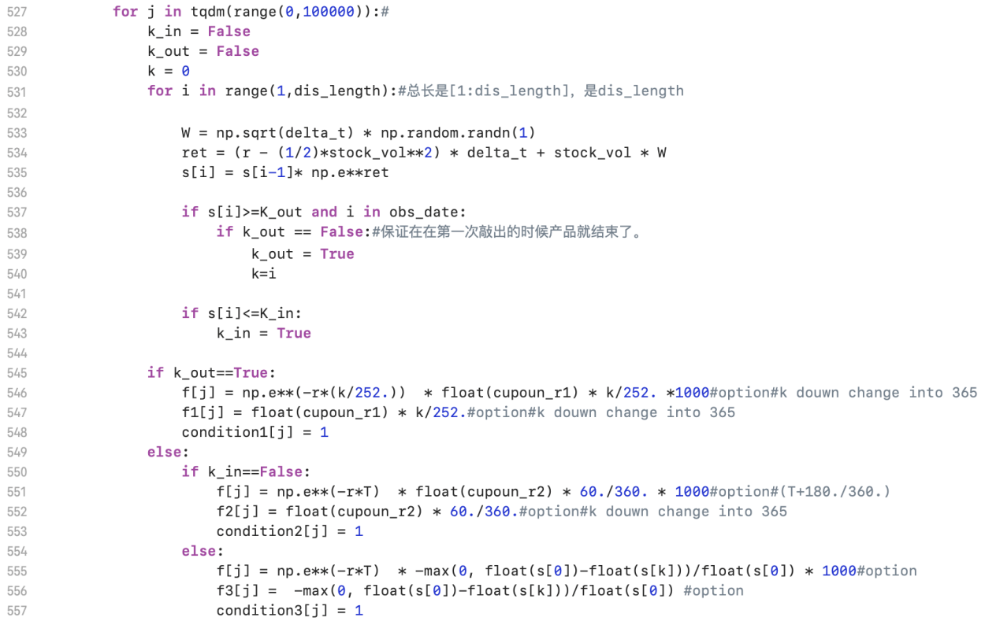 527 for j in tqdm(range(0,100000)):#
528 k_in = False
529 k_out = False
530 k = 0
531 for i in range(1,dis_length):#总长是[1:dis_length]，是dis_length
532
533 W = np.sqrt(delta_t) * np.random.randn(1)
534 ret = (r - (1/2)*stock_vol**2) * delta_t + stock_vol * W
535 s[i] = s[i-1]* np.e**ret
536
537 if s[i]>=K_out and i in obs_date:
538 if k_out == False:#保证在在第一次敲出的时候产品就结束了。
539 k_out = True
540 k=i
541
542 if s[i]<=K_in:
543 k_in = True
544
545 if k_out==True:
546 f[j] = np.e**(-r*(k/252.))  * float(cupoun_r1) * k/252. *1000#option#k douwn change into 365
547 f1[j] = float(cupoun_r1) * k/252.#option#k douwn change into 365
548 condition1[j] = 1
549 else:
550 if k_in==False:
551 f[j] = np.e**(-r*T)  * float(cupoun_r2) * 60./360. * 1000#option#(T+180./360.)
552 f2[j] = float(cupoun_r2) * 60./360.#option#k douwn change into 365
553 condition2[j] = 1
554 else:
555 f[j] = np.e**(-r*T)  * -max(0, float(s[0])-float(s[k]))/float(s[0]) * 1000#option
556 f3[j] =  -max(0, float(s[0])-float(s[k]))/float(s[0]) #option
557 condition3[j] = 1